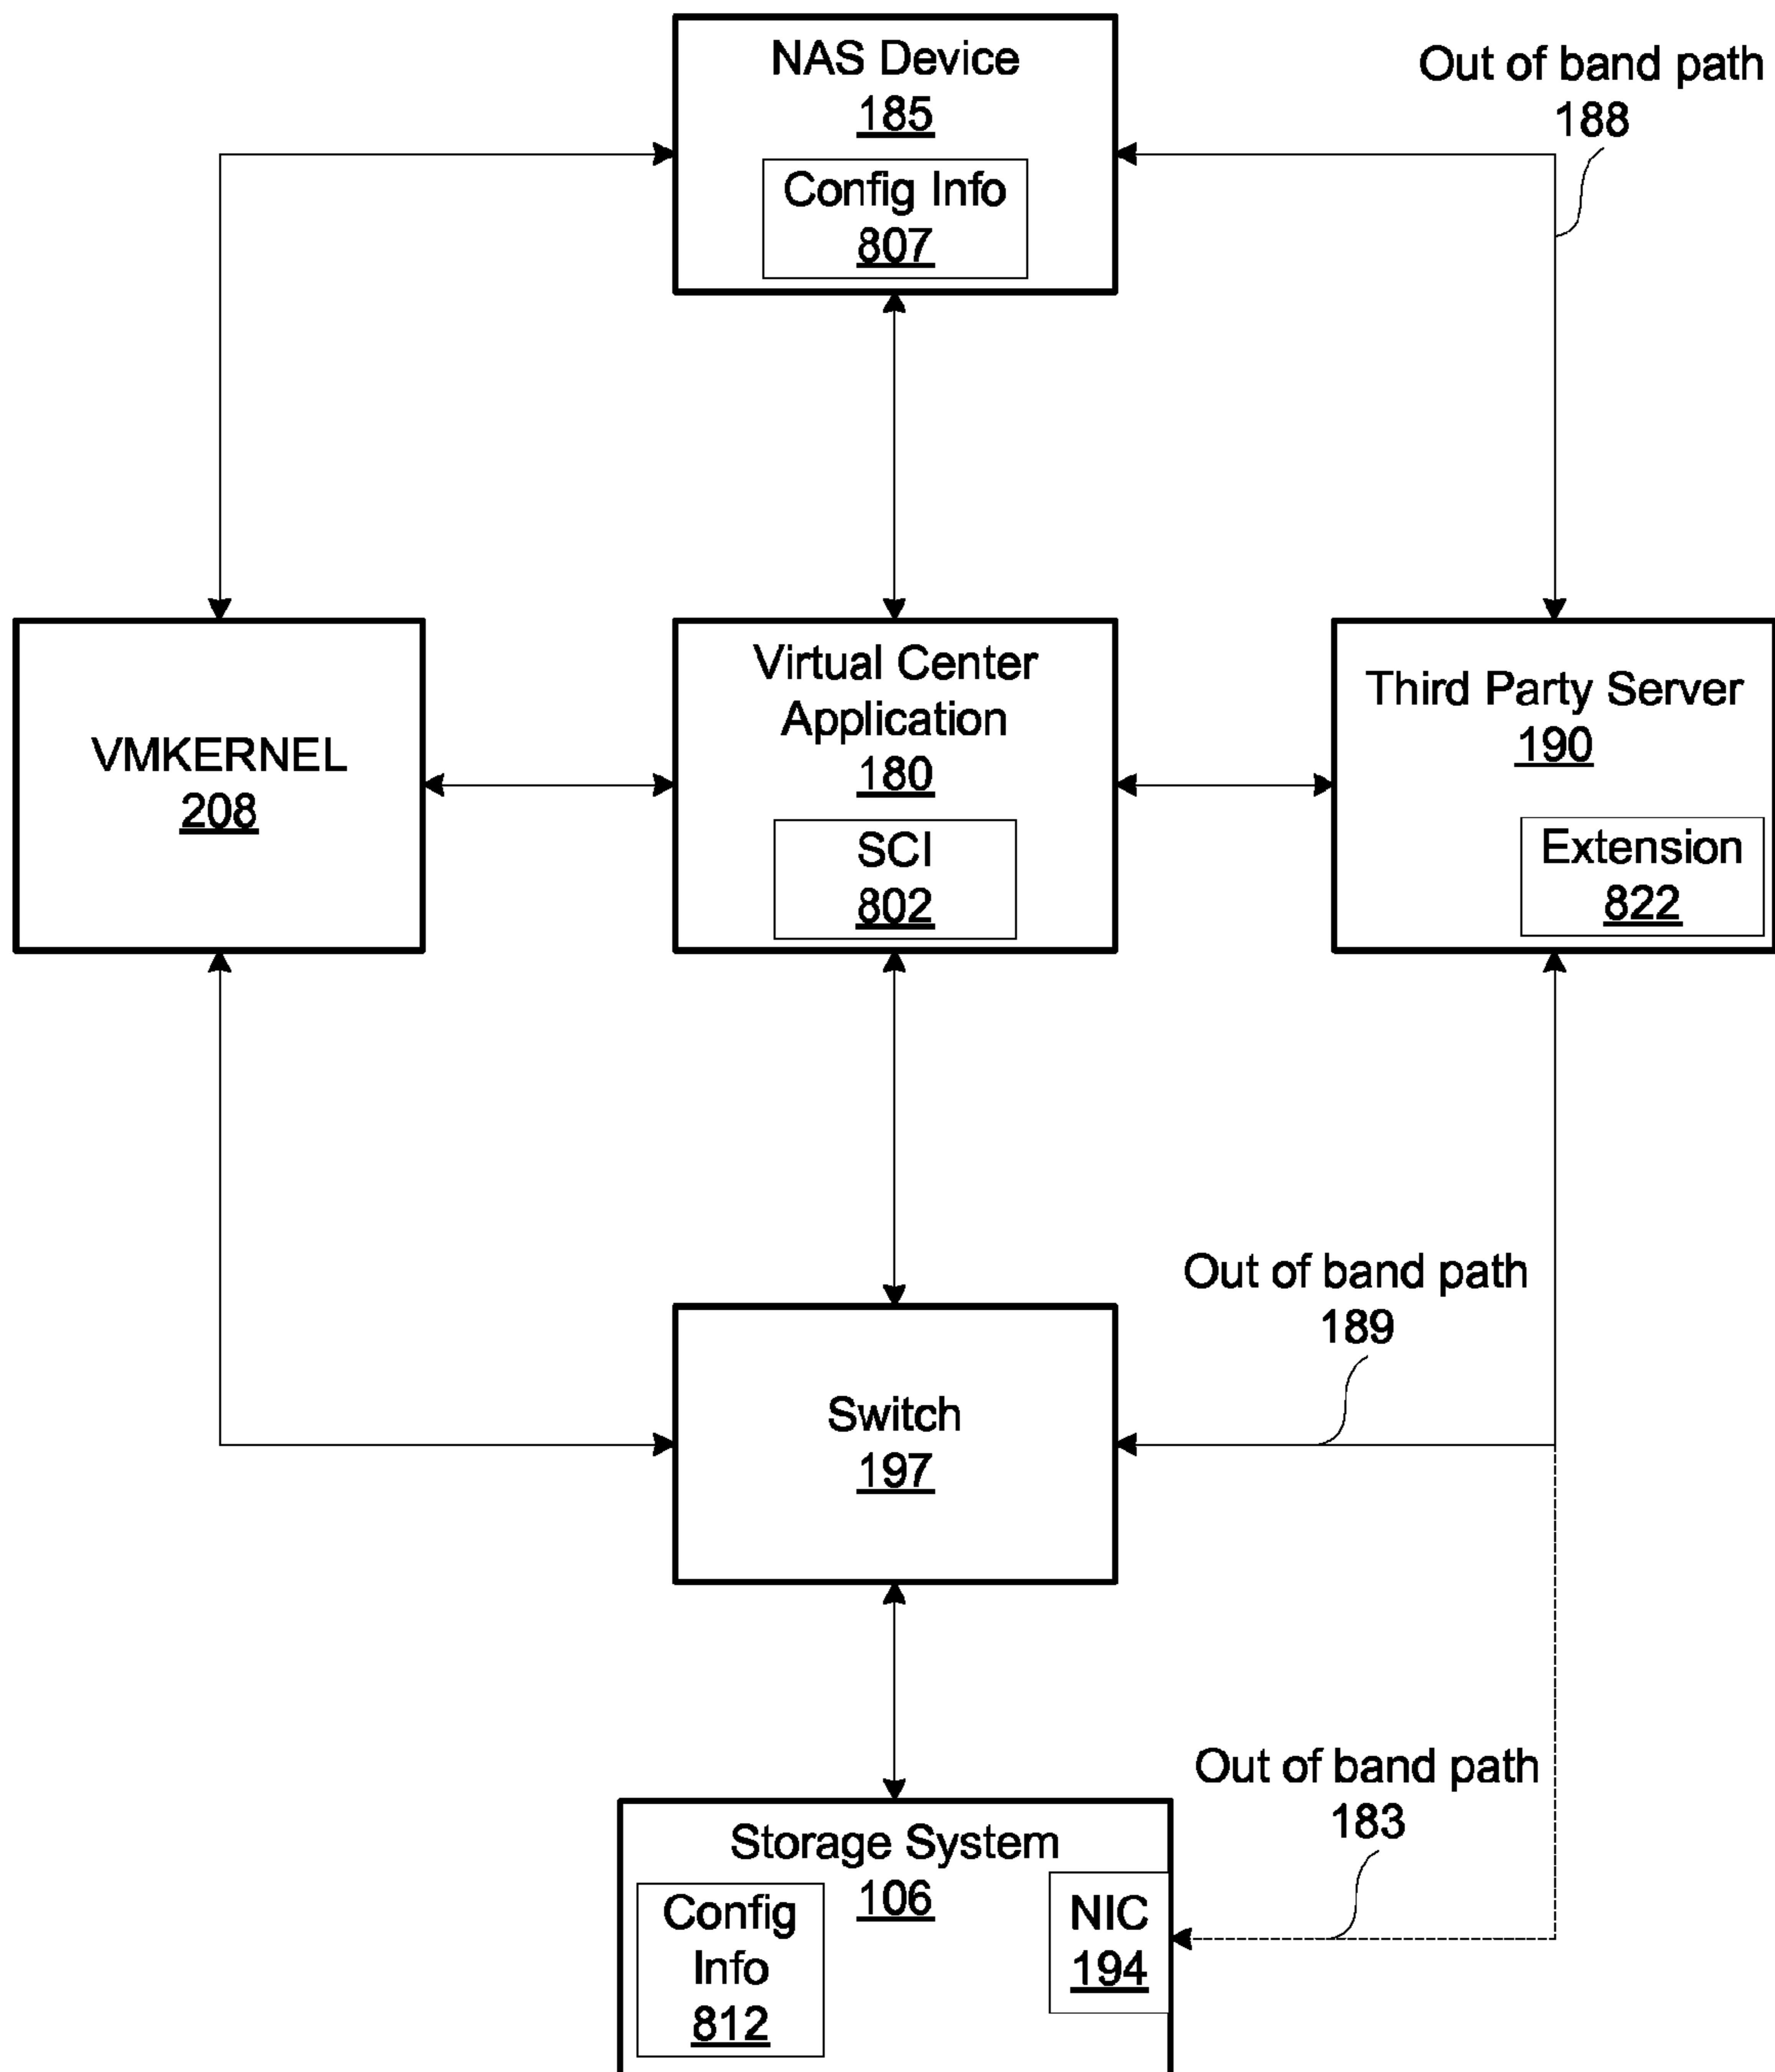 NAS Device
185
Config Info
807
Out of band path
188
VMKERNEL
208
Virtual Center
Application
180
SCI
802
Third Party Server
190
Extension
822
Out of band path
189
Switch
197
Out of band path
183
Storage System
106
Config
Info
812
NIC
194